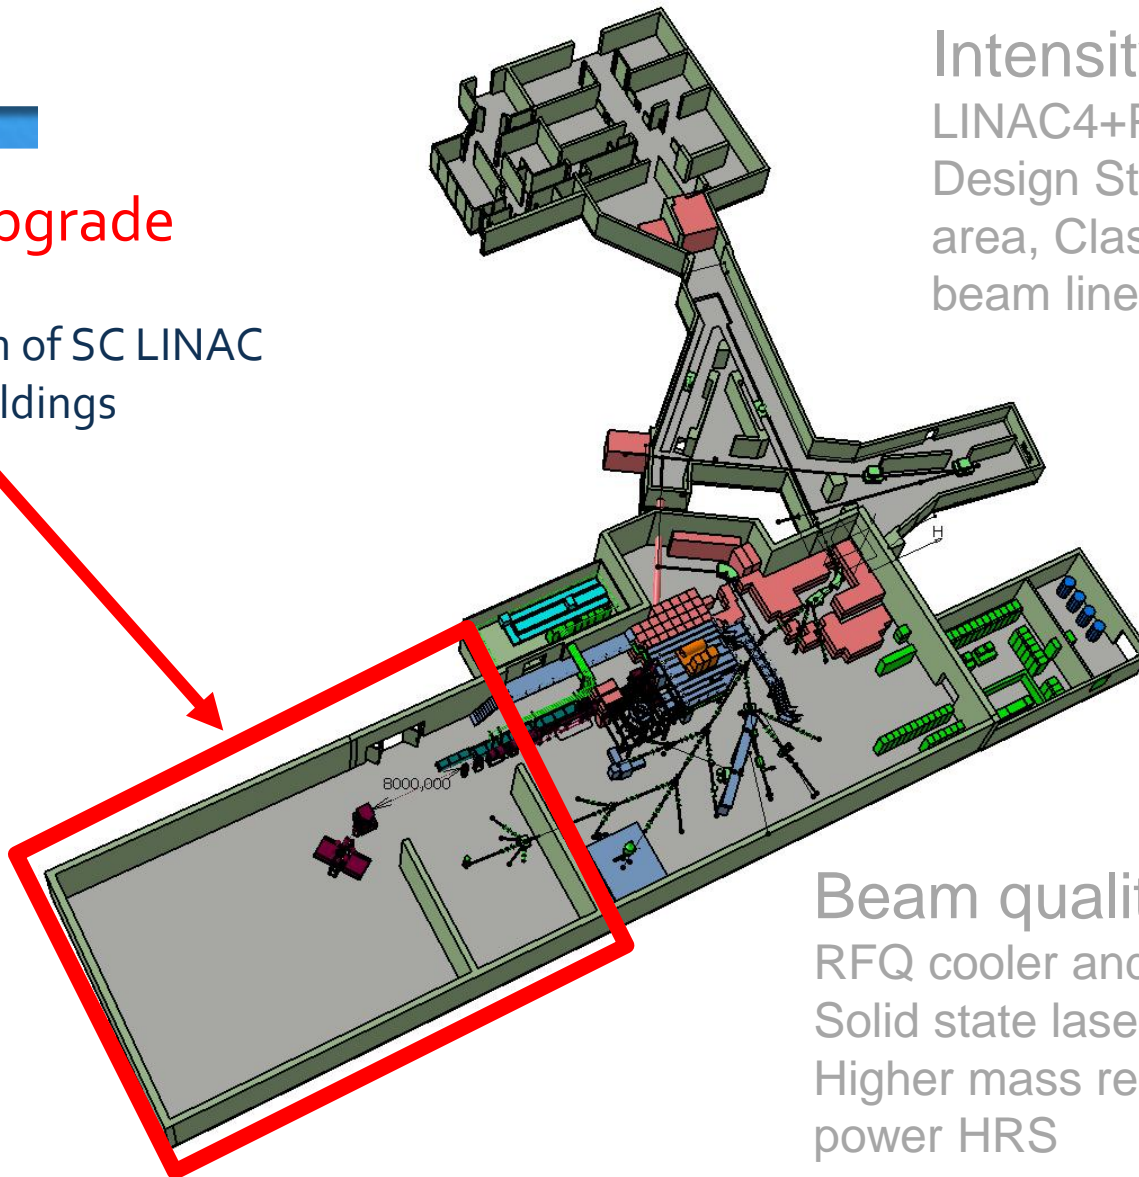 pgrade
n of SC LINAC
ldings
Intensit
LINAC4+P
Design St
area, Clas
beam line
H
8000,000
Beam qualit
RFQ cooler and
Solid state lase
Higher mass re
power HRS